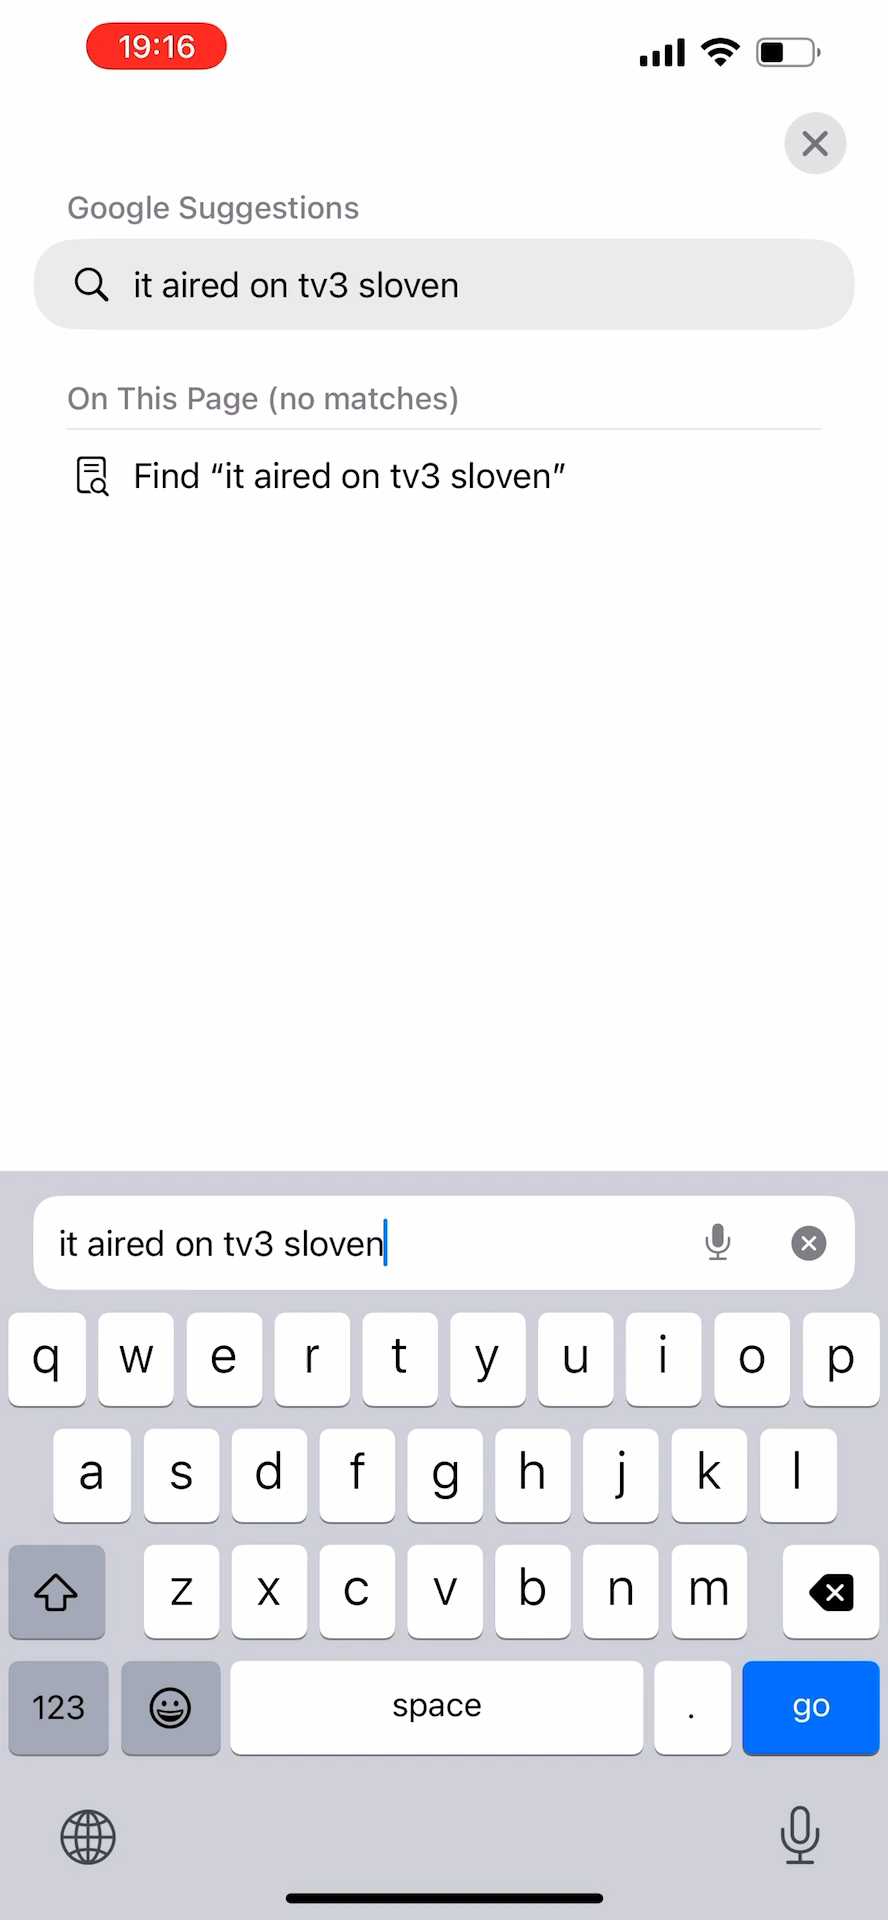 19:16
Google Suggestions
it aired on tv3 sloven
On This Page (no matches)
Find “it aired on tv3 sloven”
it aired on tv3 sloven
q w e r t y u i o p
a s d f g h j k l
z x c v b n m
123 space . go